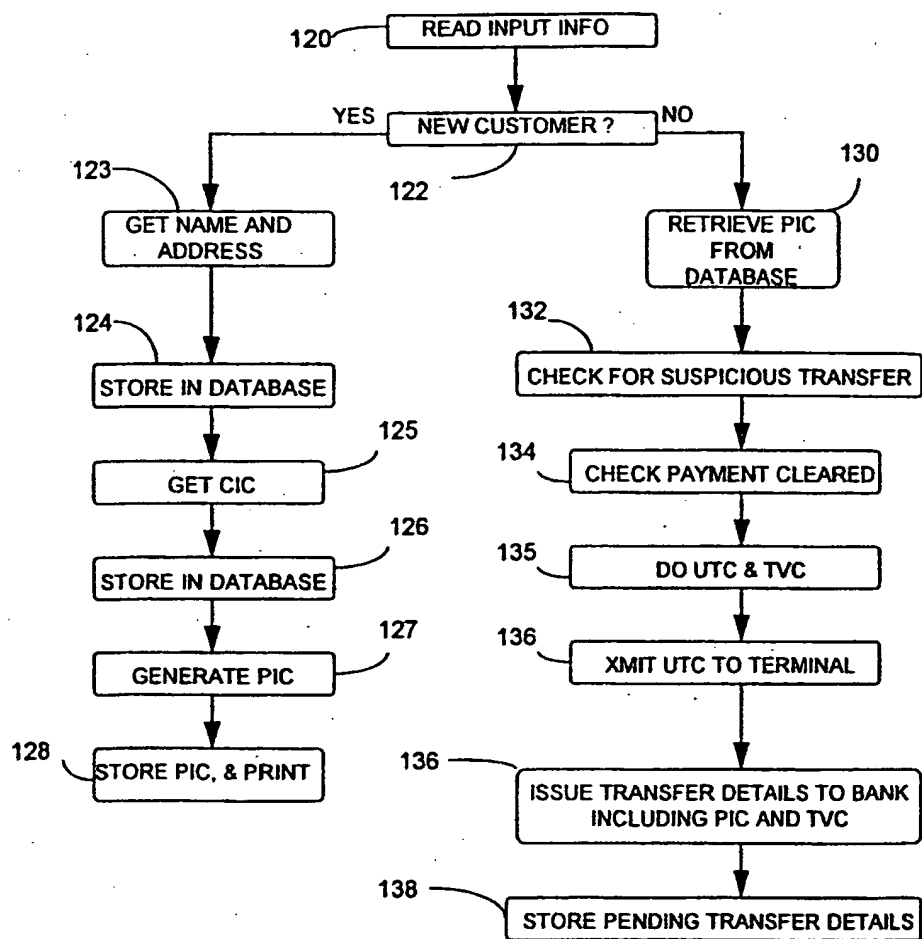 120
READ INPUT INFO
YES
NEW CUSTOMER ?
NO
122
123
GET NAME AND
ADDRESS
124
STORE IN DATABASE
125
GET CIC
126
STORE IN DATABASE
127
GENERATE PIC
128
STORE PIC, & PRINT
130
RETRIEVE PIC
FROM
DATABASE
132
CHECK FOR SUSPICIOUS TRANSFER
134
CHECK PAYMENT CLEARED
135
DO UTC & TVC
136
XMIT UTC TO TERMINAL
136
ISSUE TRANSFER DETAILS TO BANK
INCLUDING PIC AND TVC
138
STORE PENDING TRANSFER DETAILS